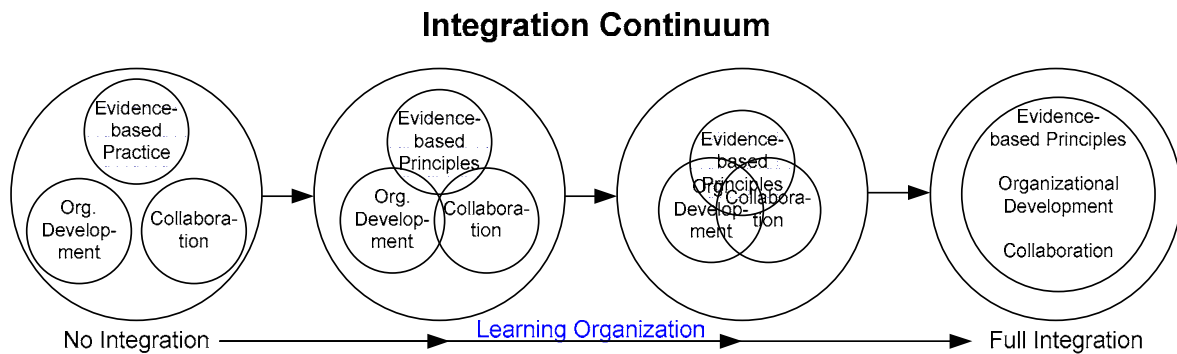 Integration Continuum
Evidence-
based
Practice
Org.
Develop-
ment
Collabora-
tion
Evidence-
based
Principles
Org.
Develop-
ment
Collabora-
tion
Evidence-
based
Principles
Org.
Develop-
ment
Collabora-
tion
Evidence-
based Principles
Organizational
Development
Collaboration
No Integration
Learning Organization
Full Integration